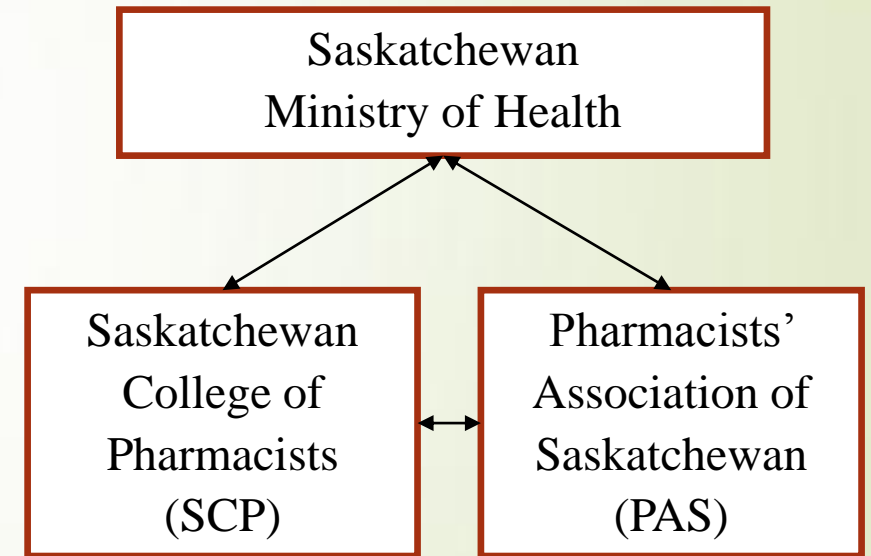 Saskatchewan
Ministry of Health
Saskatchewan
College of
Pharmacists
(SCP)
Pharmacists’
Association of
Saskatchewan
(PAS)